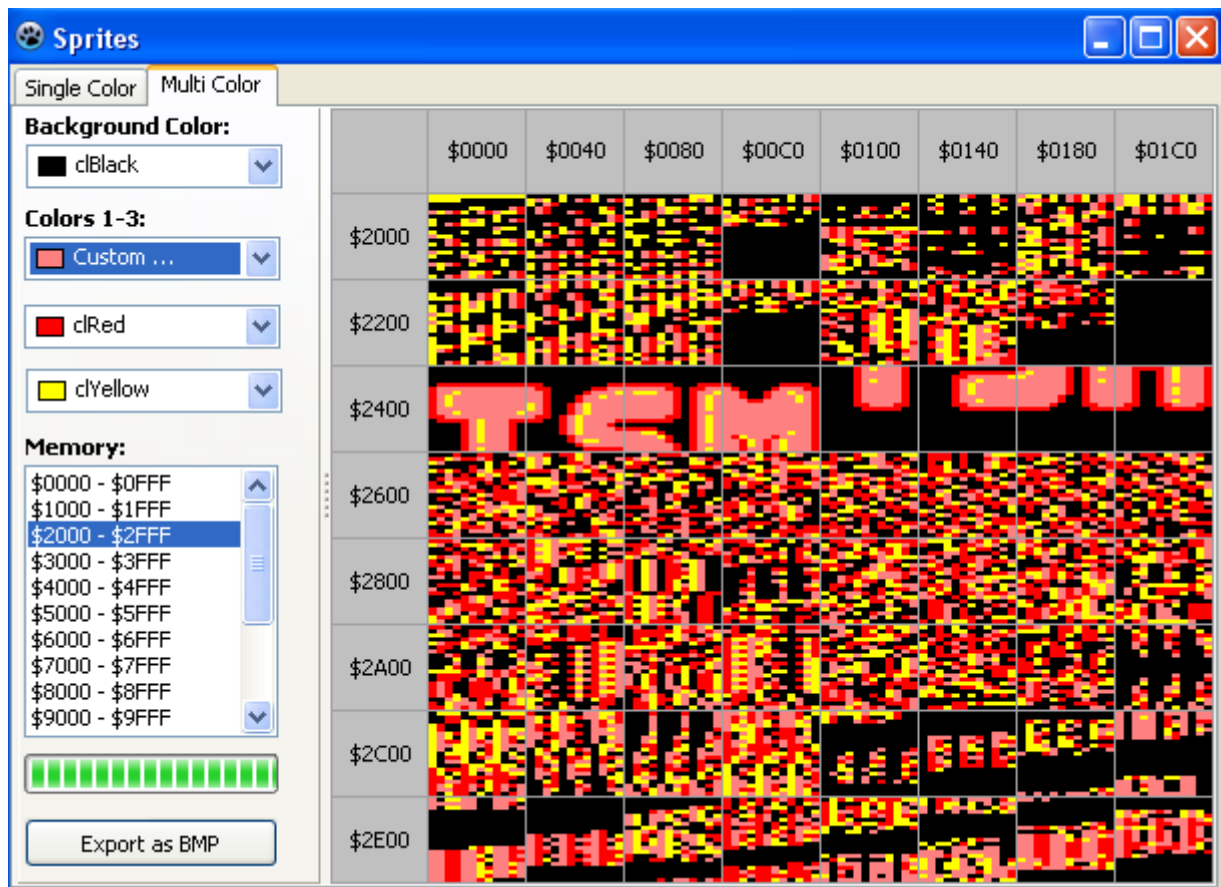 Sprites
Single Color Multi Color
Background Color:
clBlack
Colors 1-3:
Custom ...
clRed
clYellow
Memory:
$0000 - $0FFF
$1000 - $1FFF
$2000 - $2FFF
$3000 - $3FFF
$4000 - $4FFF
$5000 - $5FFF
$6000 - $6FFF
$7000 - $7FFF
$8000 - $8FFF
$9000 - $9FFF
Export as BMP
$0000 $0040 $0080 $00C0 $0100 $0140 $0180 $01C0
$2000
$2200
$2400
TSM
$2600
$2800
$2A00
$2C00
$2E00